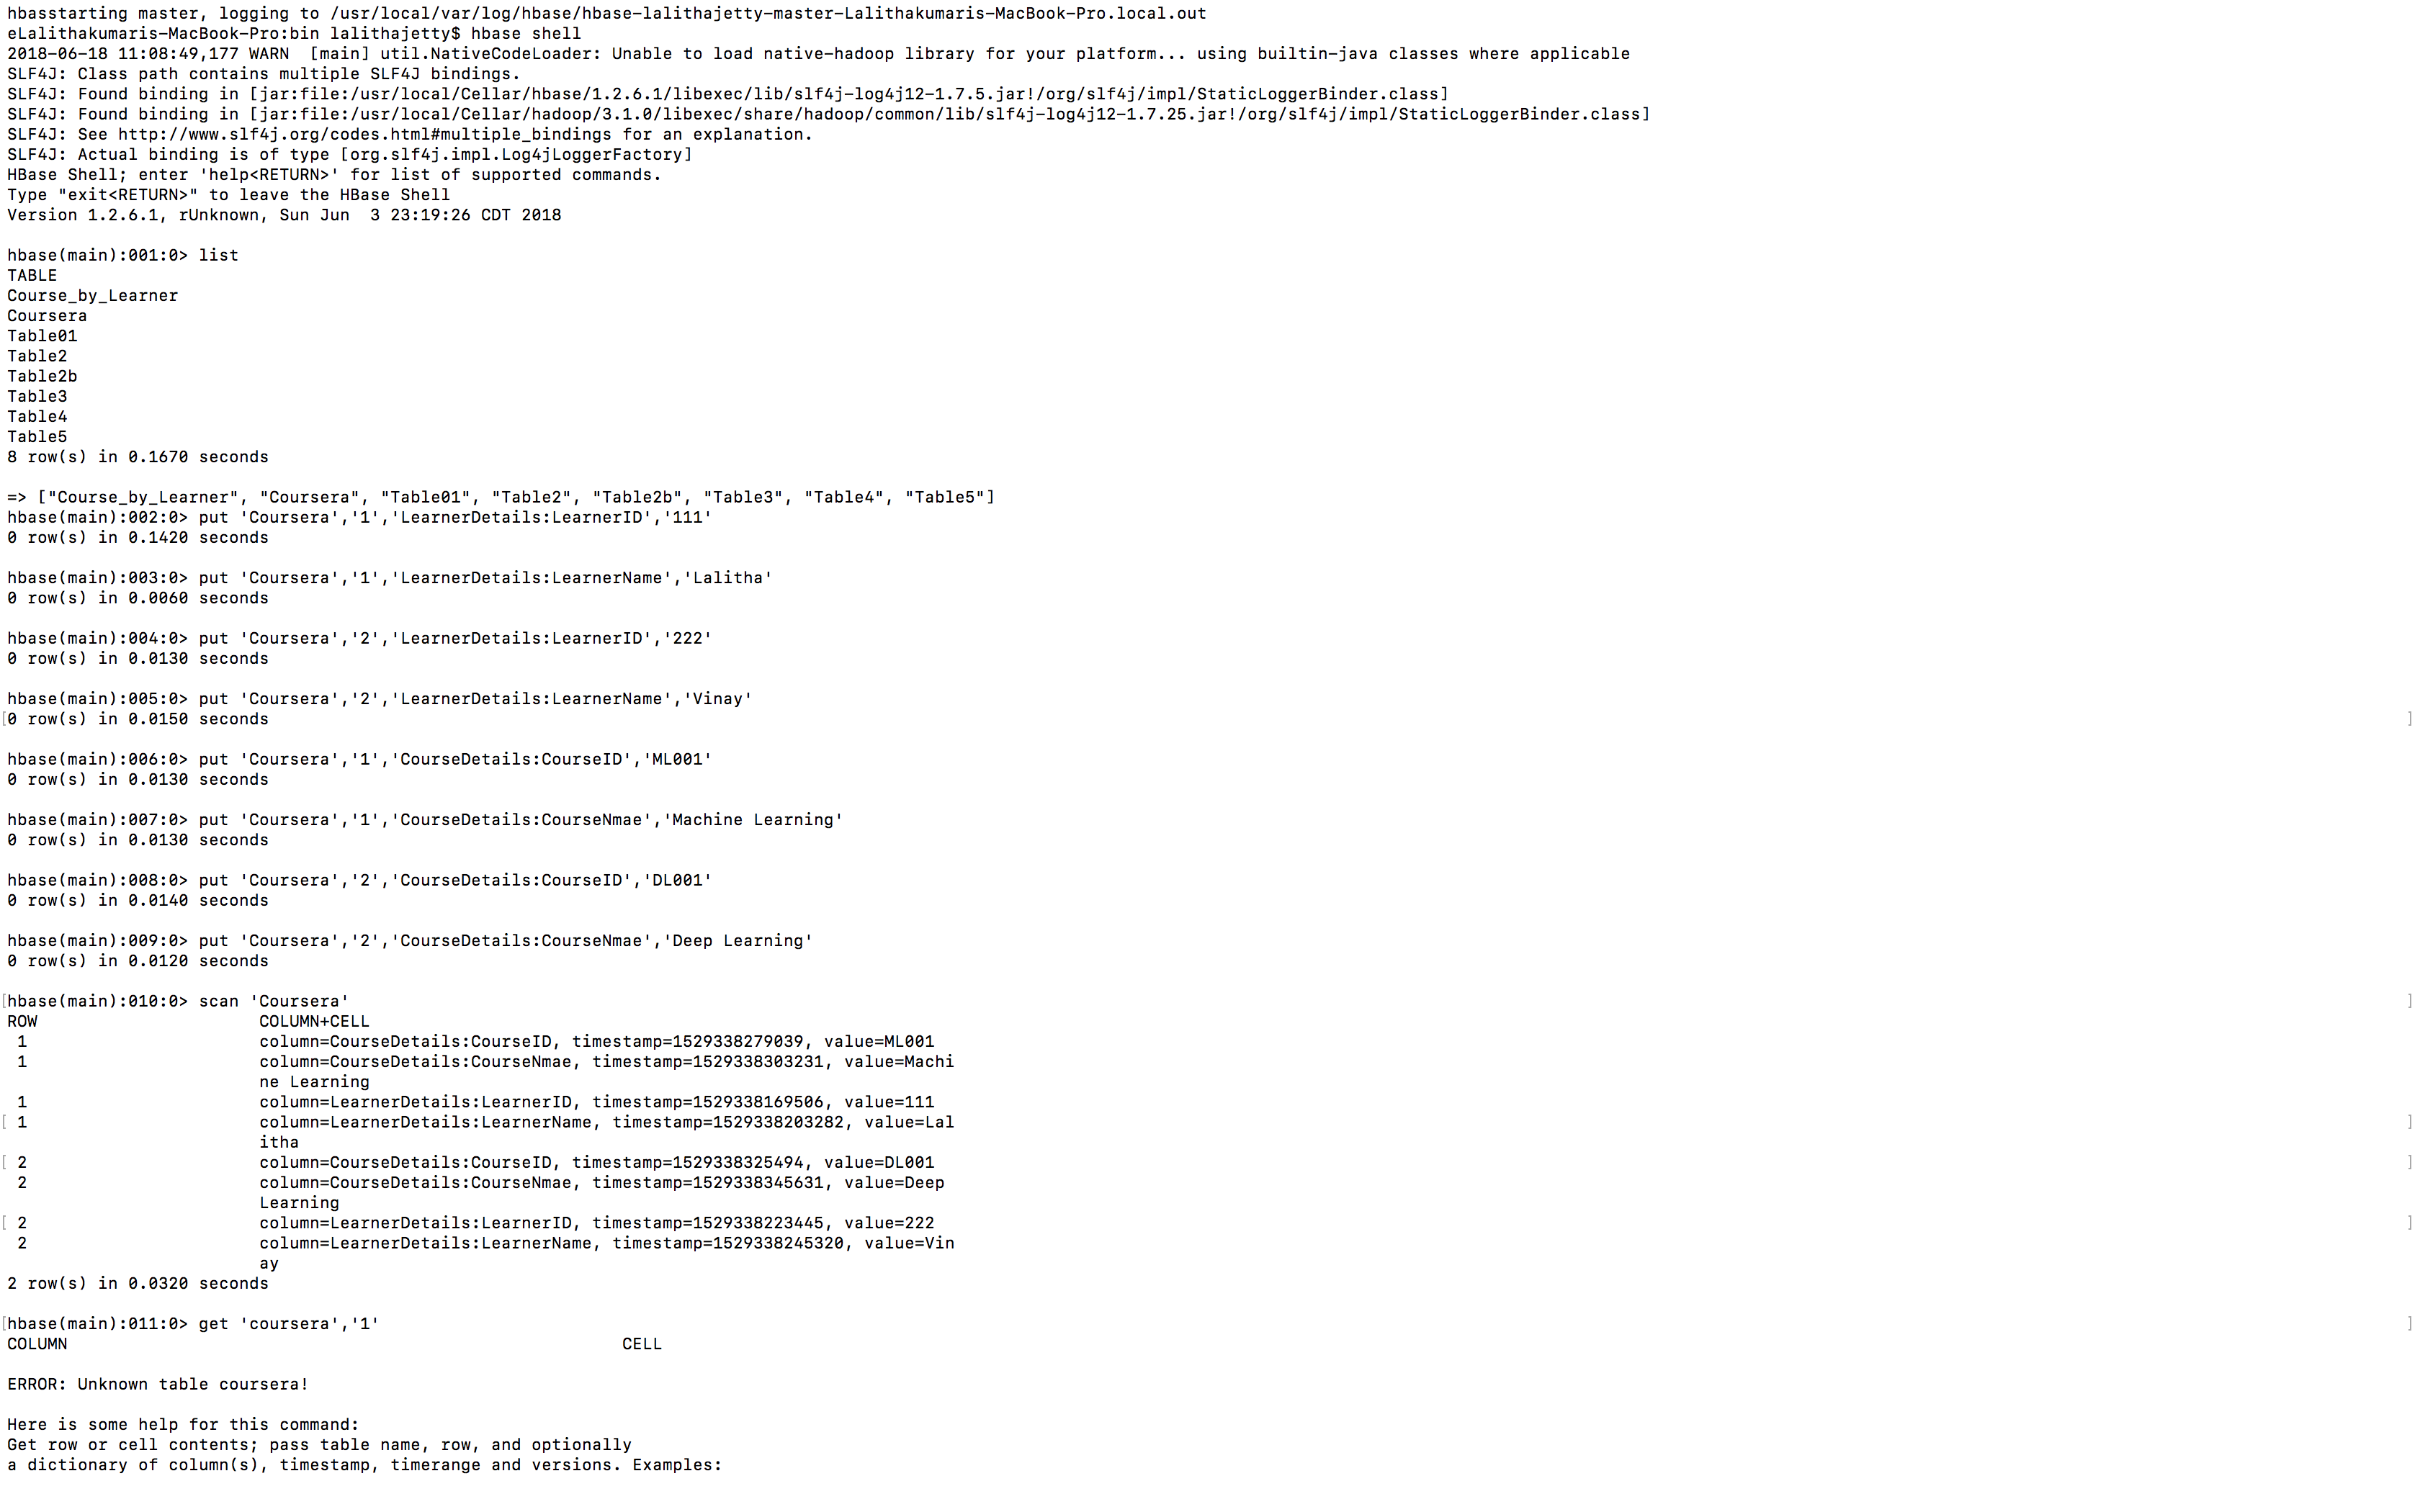 hbasstarting master, logging to /usr/local/var/log/hbase/hbase-lalithajetty-master-Lalithakumaris-MacBook-Pro.local.out
eLalithakumaris-MacBook-Pro:bin lalithajetty$ hbase shell
2018-06-18 11:08:49,177 WARN  [main] util.NativeCodeLoader: Unable to load native-hadoop library for your platform... using builtin-java classes where applicable
SLF4J: Class path contains multiple SLF4J bindings.
SLF4J: Found binding in [jar:file:/usr/local/Cellar/hbase/1.2.6.1/libexec/lib/slf4j-log4j12-1.7.5.jar!/org/slf4j/impl/StaticLoggerBinder.class]
SLF4J: Found binding in [jar:file:/usr/local/Cellar/hadoop/3.1.0/libexec/share/hadoop/common/lib/slf4j-log4j12-1.7.25.jar!/org/slf4j/impl/StaticLoggerBinder.class]
SLF4J: See http://www.slf4j.org/codes.html#multiple_bindings for an explanation.
SLF4J: Actual binding is of type [org.slf4j.impl.Log4jLoggerFactory]
HBase Shell; enter 'help<RETURN>' for list of supported commands.
Type "exit<RETURN>" to leave the HBase Shell
Version 1.2.6.1, rUnknown, Sun Jun  3 23:19:26 CDT 2018

hbase(main):001:0> list
TABLE
Course_by_Learner
Coursera
Table01
Table2
Table2b
Table3
Table4
Table5
8 row(s) in 0.1670 seconds

=> ["Course_by_Learner", "Coursera", "Table01", "Table2", "Table2b", "Table3", "Table4", "Table5"]
hbase(main):002:0> put 'Coursera','1','LearnerDetails:LearnerID','111'
0 row(s) in 0.1420 seconds

hbase(main):003:0> put 'Coursera','1','LearnerDetails:LearnerName','Lalitha'
0 row(s) in 0.0060 seconds

hbase(main):004:0> put 'Coursera','2','LearnerDetails:LearnerID','222'
0 row(s) in 0.0130 seconds

hbase(main):005:0> put 'Coursera','2','LearnerDetails:LearnerName','Vinay'
[0 row(s) in 0.0150 seconds ]

hbase(main):006:0> put 'Coursera','1','CourseDetails:CourseID','ML001'
0 row(s) in 0.0130 seconds

hbase(main):007:0> put 'Coursera','1','CourseDetails:CourseNmae','Machine Learning'
0 row(s) in 0.0130 seconds

hbase(main):008:0> put 'Coursera','2','CourseDetails:CourseID','DL001'
0 row(s) in 0.0140 seconds

hbase(main):009:0> put 'Coursera','2','CourseDetails:CourseNmae','Deep Learning'
0 row(s) in 0.0120 seconds

[hbase(main):010:0> scan 'Coursera' ]
ROW                      COLUMN+CELL
 1                       column=CourseDetails:CourseID, timestamp=1529338279039, value=ML001
 1                       column=CourseDetails:CourseNmae, timestamp=1529338303231, value=Machi
                         ne Learning
 1                       column=LearnerDetails:LearnerID, timestamp=1529338169506, value=111
[ 1                       column=LearnerDetails:LearnerName, timestamp=1529338203282, value=Lal ]
                         itha
[ 2                       column=CourseDetails:CourseID, timestamp=1529338325494, value=DL001 ]
 2                       column=CourseDetails:CourseNmae, timestamp=1529338345631, value=Deep
                         Learning
[ 2                       column=LearnerDetails:LearnerID, timestamp=1529338223445, value=222 ]
 2                       column=LearnerDetails:LearnerName, timestamp=1529338245320, value=Vin
                         ay
2 row(s) in 0.0320 seconds

[hbase(main):011:0> get 'coursera','1' ]
COLUMN                                                       CELL

ERROR: Unknown table coursera!

Here is some help for this command:
Get row or cell contents; pass table name, row, and optionally
a dictionary of column(s), timestamp, timerange and versions. Examples: